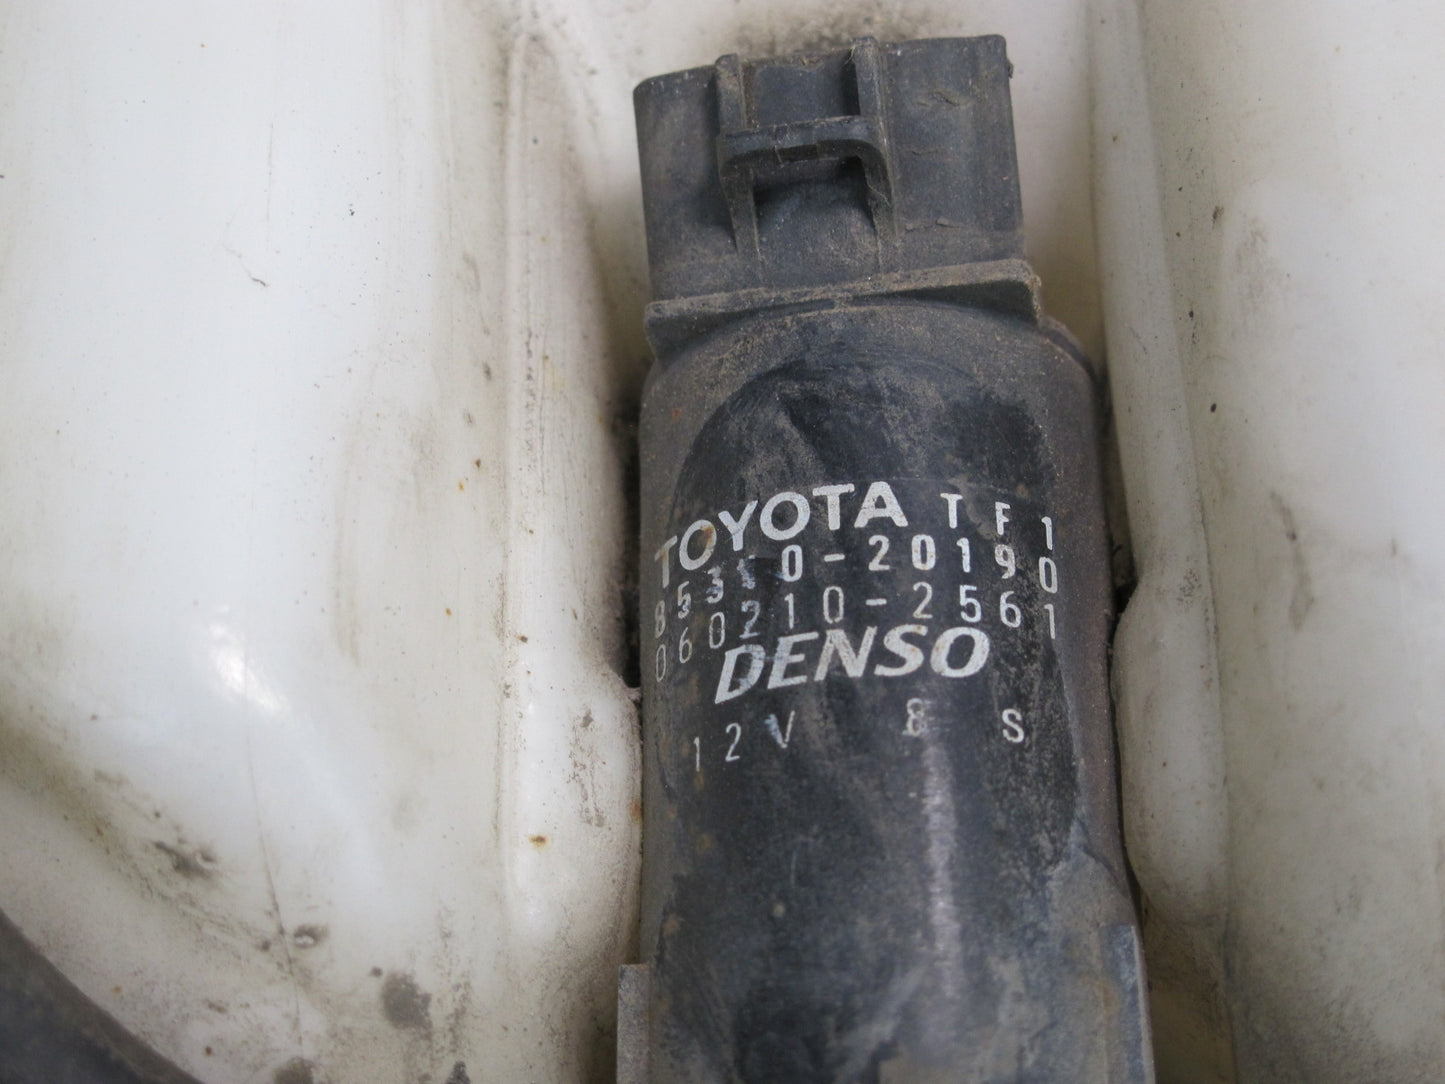 TOYOTA TF1
85310-20190
060210-2561
DENSO
12V 8 S